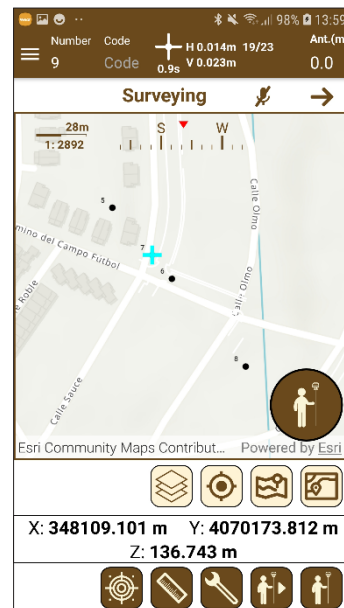 98% 13:59
Number Code H 0.014m 19/23 Ant.(m
9 Code 0.9s V 0.023m 0.0
Surveying
28m
1: 2892
S W
5
7
6
8
mino del Campo Fútbol
Calle Olmo
Calle Olmo
Roble
Calle Sauce
Esri Community Maps Contribut... Powered by Esri
X: 348109.101 m Y: 4070173.812 m
Z: 136.743 m